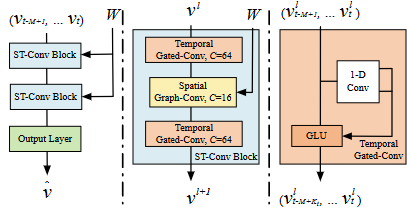 (v_{t-M+1}, ... v_t)
W
ST-Conv Block
ST-Conv Block
Output Layer
v̂
v^l
W
Temporal
Gated-Conv, C=64
Spatial
Graph-Conv, C=16
Temporal
Gated-Conv, C=64
ST-Conv Block
v^{l+1}
(v^l_{t-M+1}, ... v^l_t)
1-D
Conv
GLU
Temporal
Gated-Conv
(v^l_{t-M+K_t}, ... v^l_t)